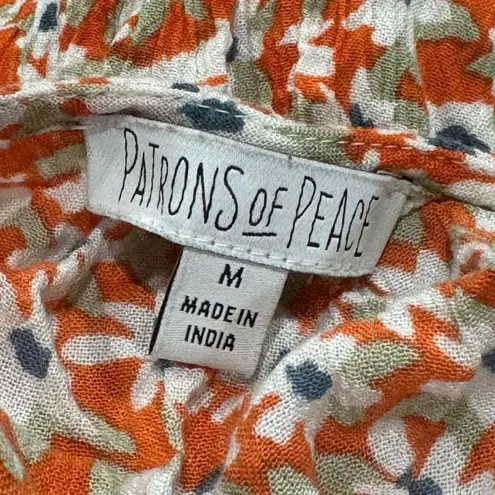 PATRONS OF PEACE
M
MADE IN
INDIA